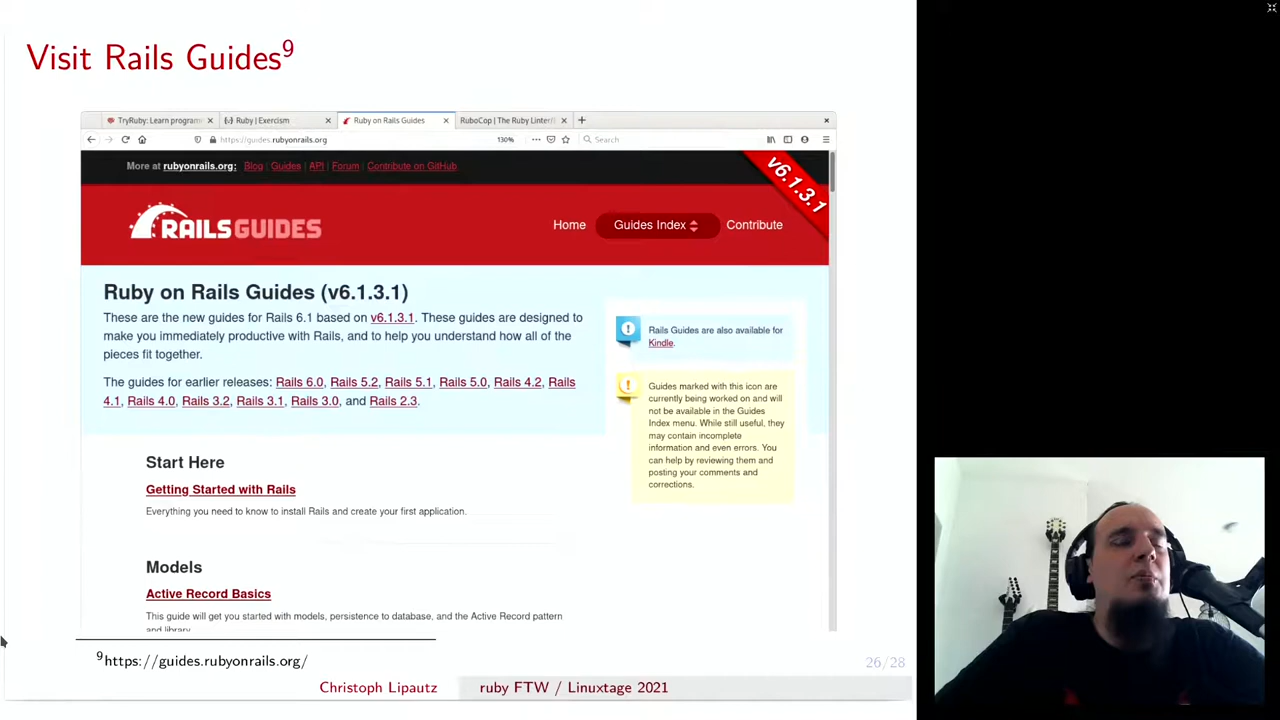 Visit Rails Guides9
TryRuby: Learn program
Ruby | Exercism
Ruby on Rails Guides
RuboCop | The Ruby Linter/
https://guides.rubyonrails.org
130%
Search
More at rubyonrails.org: Blog | Guides | API | Forum | Contribute on GitHub
v6.1.3.1
RAILSGUIDES
Home
Guides Index
Contribute
Ruby on Rails Guides (v6.1.3.1)
These are the new guides for Rails 6.1 based on v6.1.3.1. These guides are designed to
make you immediately productive with Rails, and to help you understand how all of the
pieces fit together.
The guides for earlier releases: Rails 6.0, Rails 5.2, Rails 5.1, Rails 5.0, Rails 4.2, Rails
4.1, Rails 4.0, Rails 3.2, Rails 3.1, Rails 3.0, and Rails 2.3.
Rails Guides are also available for
Kindle.
Guides marked with this icon are
currently being worked on and will
not be available in the Guides
Index menu. While still useful, they
may contain incomplete
information and even errors. You
can help by reviewing them and
posting your comments and
corrections.
Start Here
Getting Started with Rails
Everything you need to know to install Rails and create your first application.
Models
Active Record Basics
This guide will get you started with models, persistence to database, and the Active Record pattern
and library.
9https://guides.rubyonrails.org/
26/28
Christoph Lipautz
ruby FTW / Linuxtage 2021